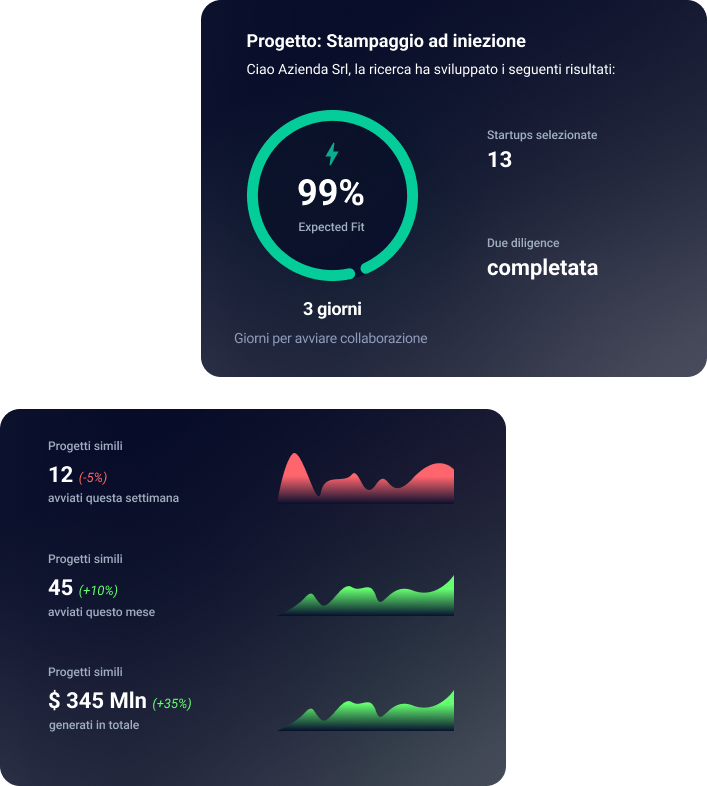 Progetto: Stampaggio ad iniezione
Ciao Azienda Srl, la ricerca ha sviluppato i seguenti risultati:
99%
Expected Fit
3 giorni
Giorni per avviare collaborazione
Startups selezionate
13
Due diligence
completata
Progetti simili
12 (-5%)
avviati questa settimana
Progetti simili
45 (+10%)
avviati questo mese
Progetti simili
$ 345 Mln (+35%)
generati in totale